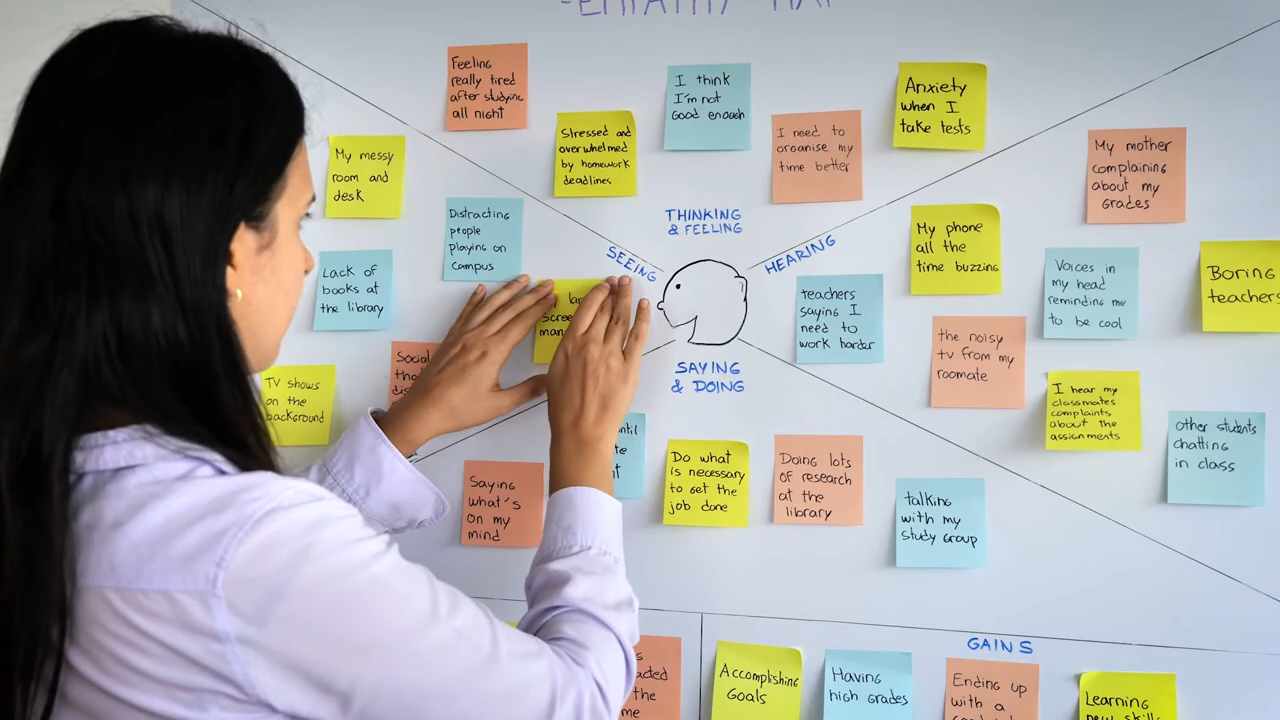 Feeling
really tired
after studying
all night
Stressed and
overwhelmed
by homework
deadlines
I think
I'm not
Good enough
I need to
organise my
time better
Anxiety
when I
take tests
THINKING
& FEELING
My messy
room and
desk
Distracting
people
playing on
campus
Lack of
books at
the library
TV shows
on the
background
SEEING
HEARING
My mother
complaining
about my
grades
My phone
all the
time buzzing
Voices in
my head
reminding me
to be cool
Boring
teachers
teachers
saying I
need to
work harder
the noisy
tv from my
roomate
I hear my
classmates
complaints
about the
assignments
other students
chatting
in class
SAYING
& DOING
Saying
what's
on my
mind
Do what
is necessary
to get the
job done
Doing lots
of research
at the
library
talking
with my
study group
GAINS
Accomplishing
Goals
Having
high grades
Ending up
with a
Learning
new